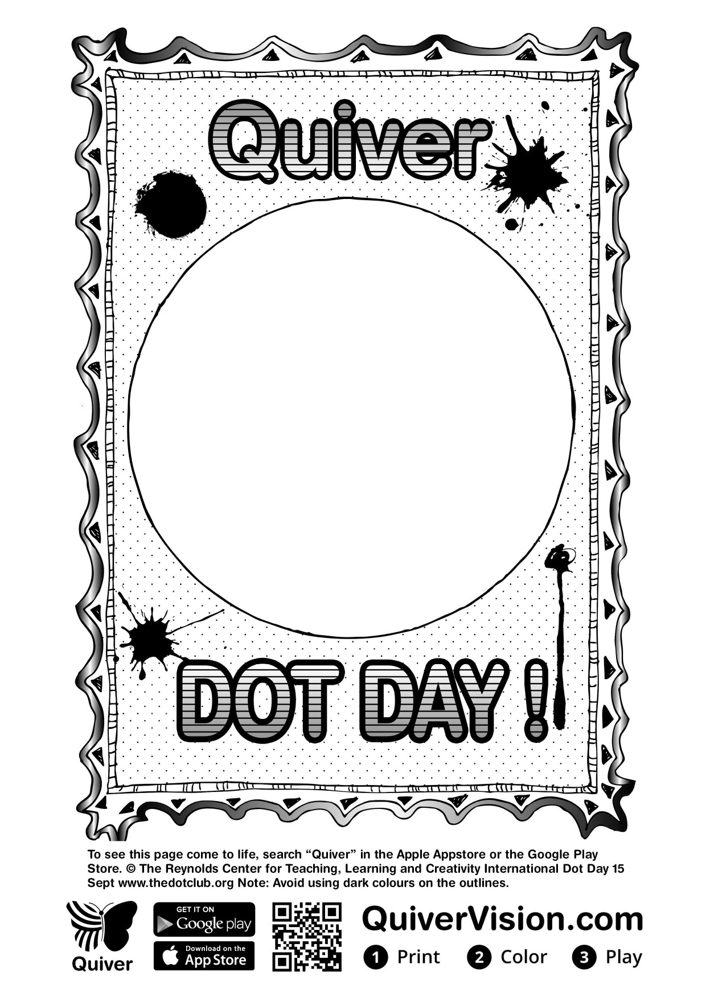 Quiver
DOT DAY !
To see this page come to life, search “Quiver” in the Apple Appstore or the Google Play
Store. © The Reynolds Center for Teaching, Learning and Creativity International Dot Day 15
Sept www.thedotclub.org Note: Avoid using dark colours on the outlines.
Quiver
GET IT ON
Google play
Download on the
App Store
QuiverVision.com
1 Print 2 Color 3 Play